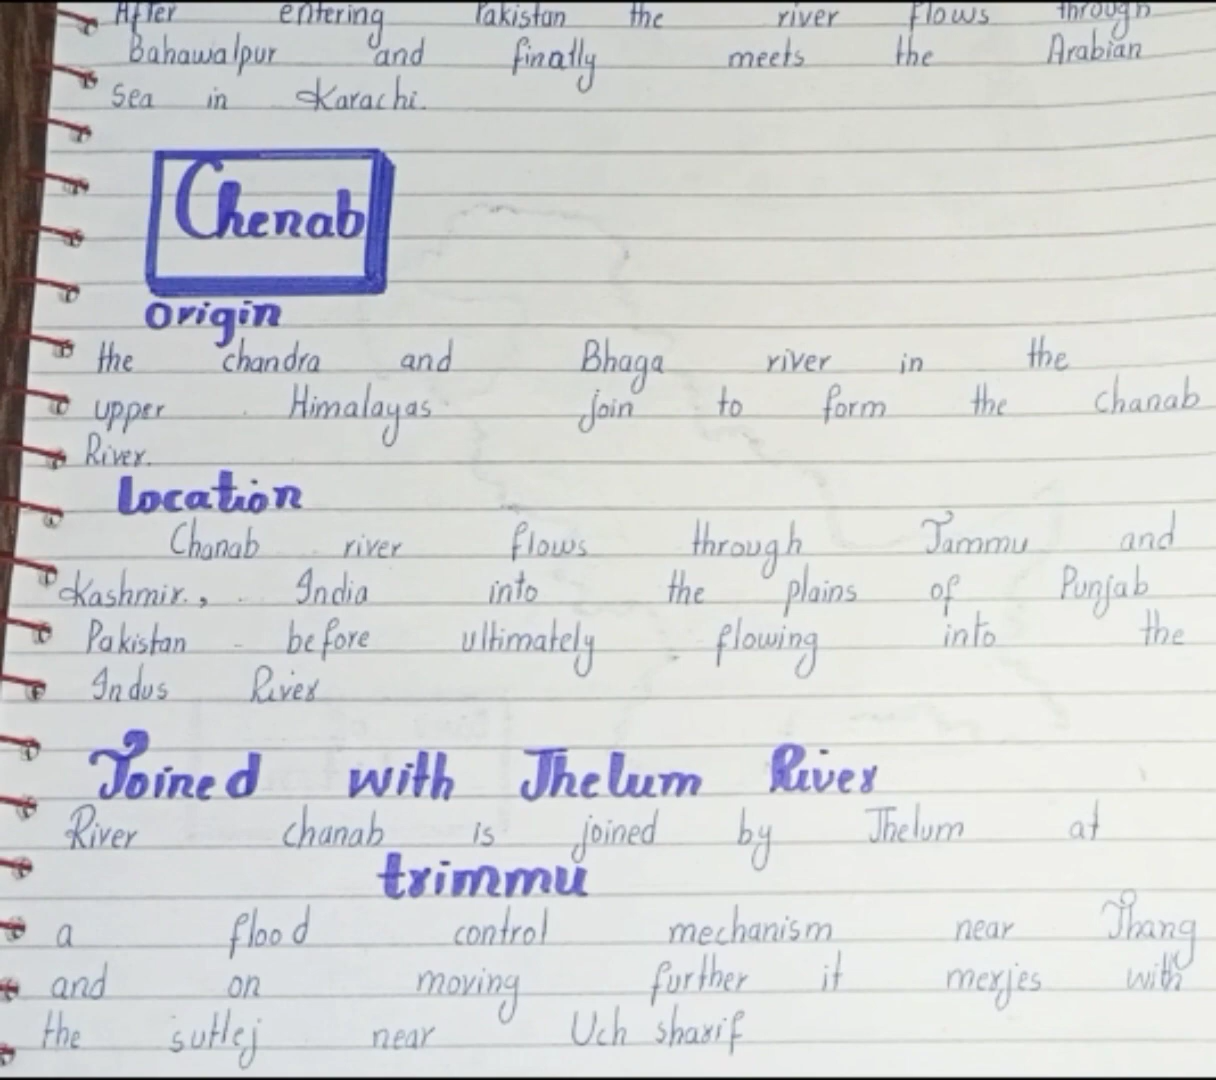 After entering Pakistan the river flows through
Bahawalpur and finally meets the Arabian
Sea in Karachi.
Chenab
Origin
the chandra and Bhaga river in the
upper Himalayas join to form the chanab
River.
Location
Chanab river flows through Jammu and
Kashmir., India into the plains of Punjab
Pakistan before ultimately flowing into the
Indus River
Joined with Jhelum River
River chanab is joined by Jhelum at
trimmu
a flood control mechanism near Jhang
and on moving further it merjes with
the sutlej near Uch sharif